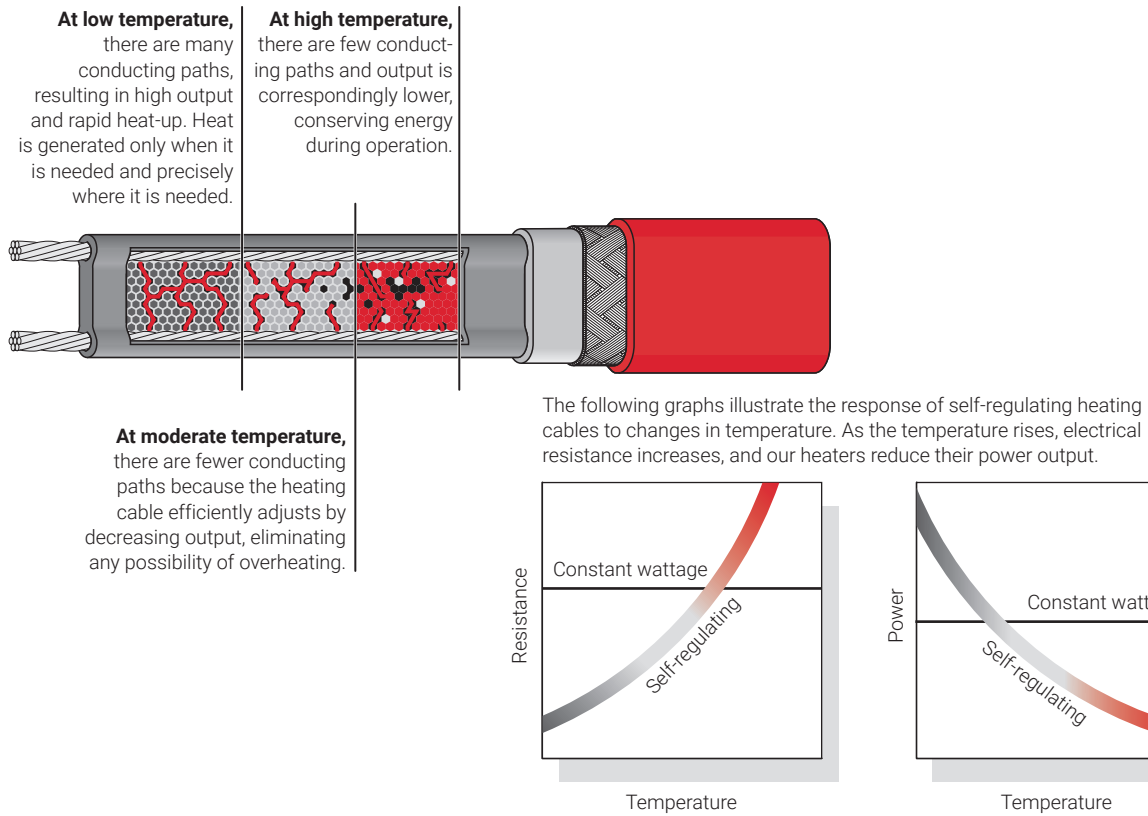 At low temperature,
there are many
conducting paths,
resulting in high output
and rapid heat-up. Heat
is generated only when it
is needed and precisely
where it is needed.
At high temperature,
there are few conduct-
ing paths and output is
correspondingly lower,
conserving energy
during operation.
At moderate temperature,
there are fewer conducting
paths because the heating
cable efficiently adjusts by
decreasing output, eliminating
any possibility of overheating.
The following graphs illustrate the response of self-regulating heating
cables to changes in temperature. As the temperature rises, electrical
resistance increases, and our heaters reduce their power output.
Resistance
Constant wattage
Self-regulating
Temperature
Power
Constant watt
Self-regulating
Temperature